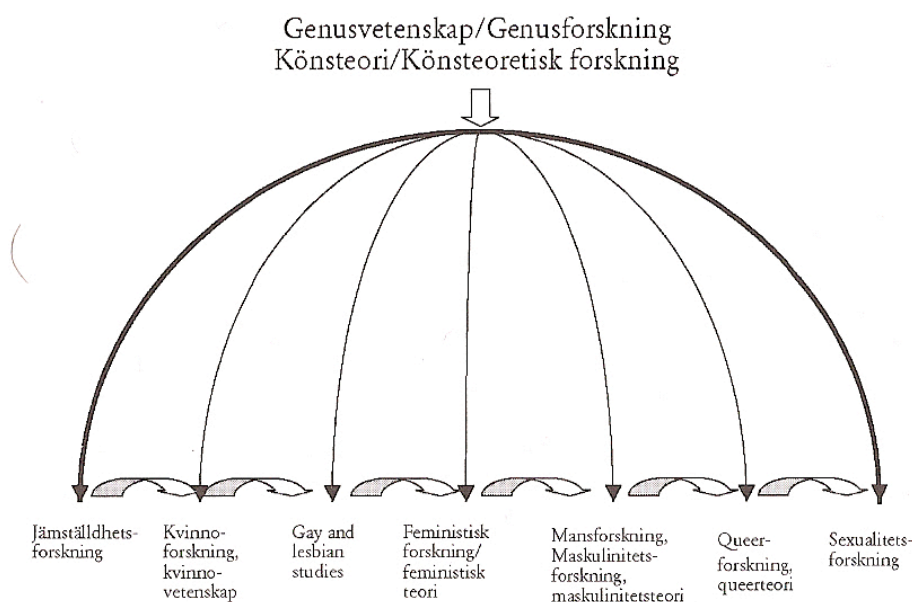 Genusvetenskap/Genusforskning
Könsteori/Könsteoretisk forskning
Jämställdhets-
forskning
Kvinno-
forskning,
kvinno-
vetenskap
Gay and
lesbian
studies
Feministisk
forskning/
feministisk
teori
Mansforskning,
Maskulinitets-
forskning,
maskulinitetsteori
Queer-
forskning,
queerteori
Sexualitets-
forskning